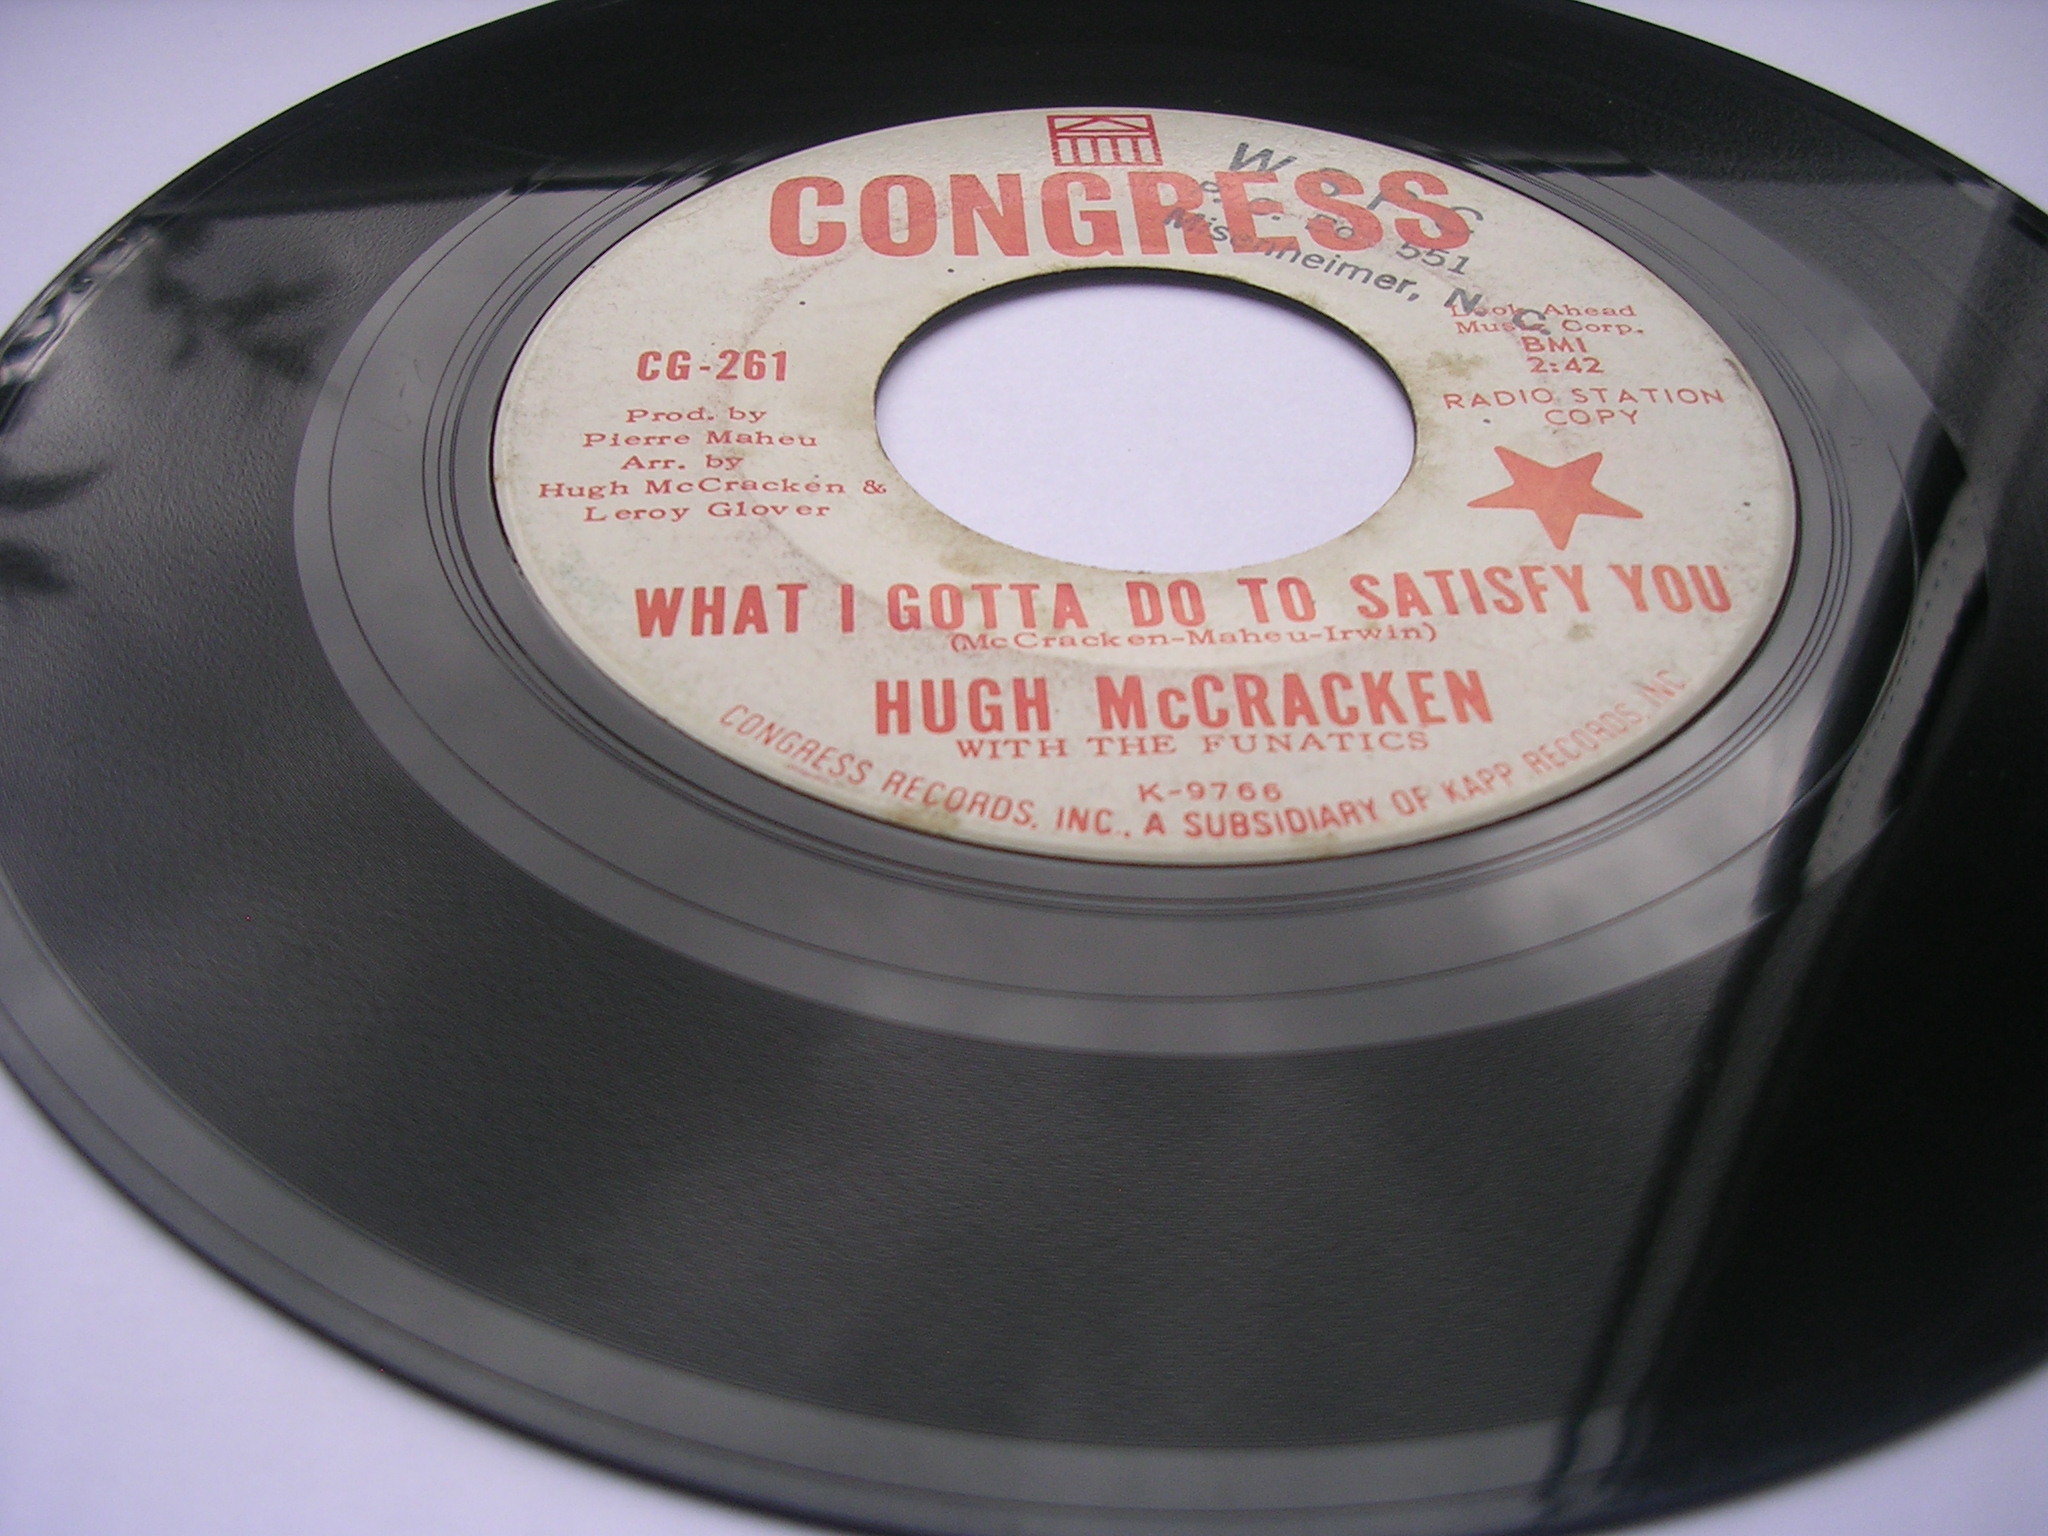 CONGRESS
Misenheimer, N. C.
CG-261
Prod. by
Pierre Maheu
Arr. by
Hugh McCracken &
Leroy Glover
Look Ahead
Music Corp.
BMI
2:42
RADIO STATION
COPY
WHAT I GOTTA DO TO SATISFY YOU
(McCracken-Maheu-Irwin)
HUGH McCRACKEN
WITH THE FUNATICS
K-9766
CONGRESS RECORDS, INC., A SUBSIDIARY OF KAPP RECORDS, INC.